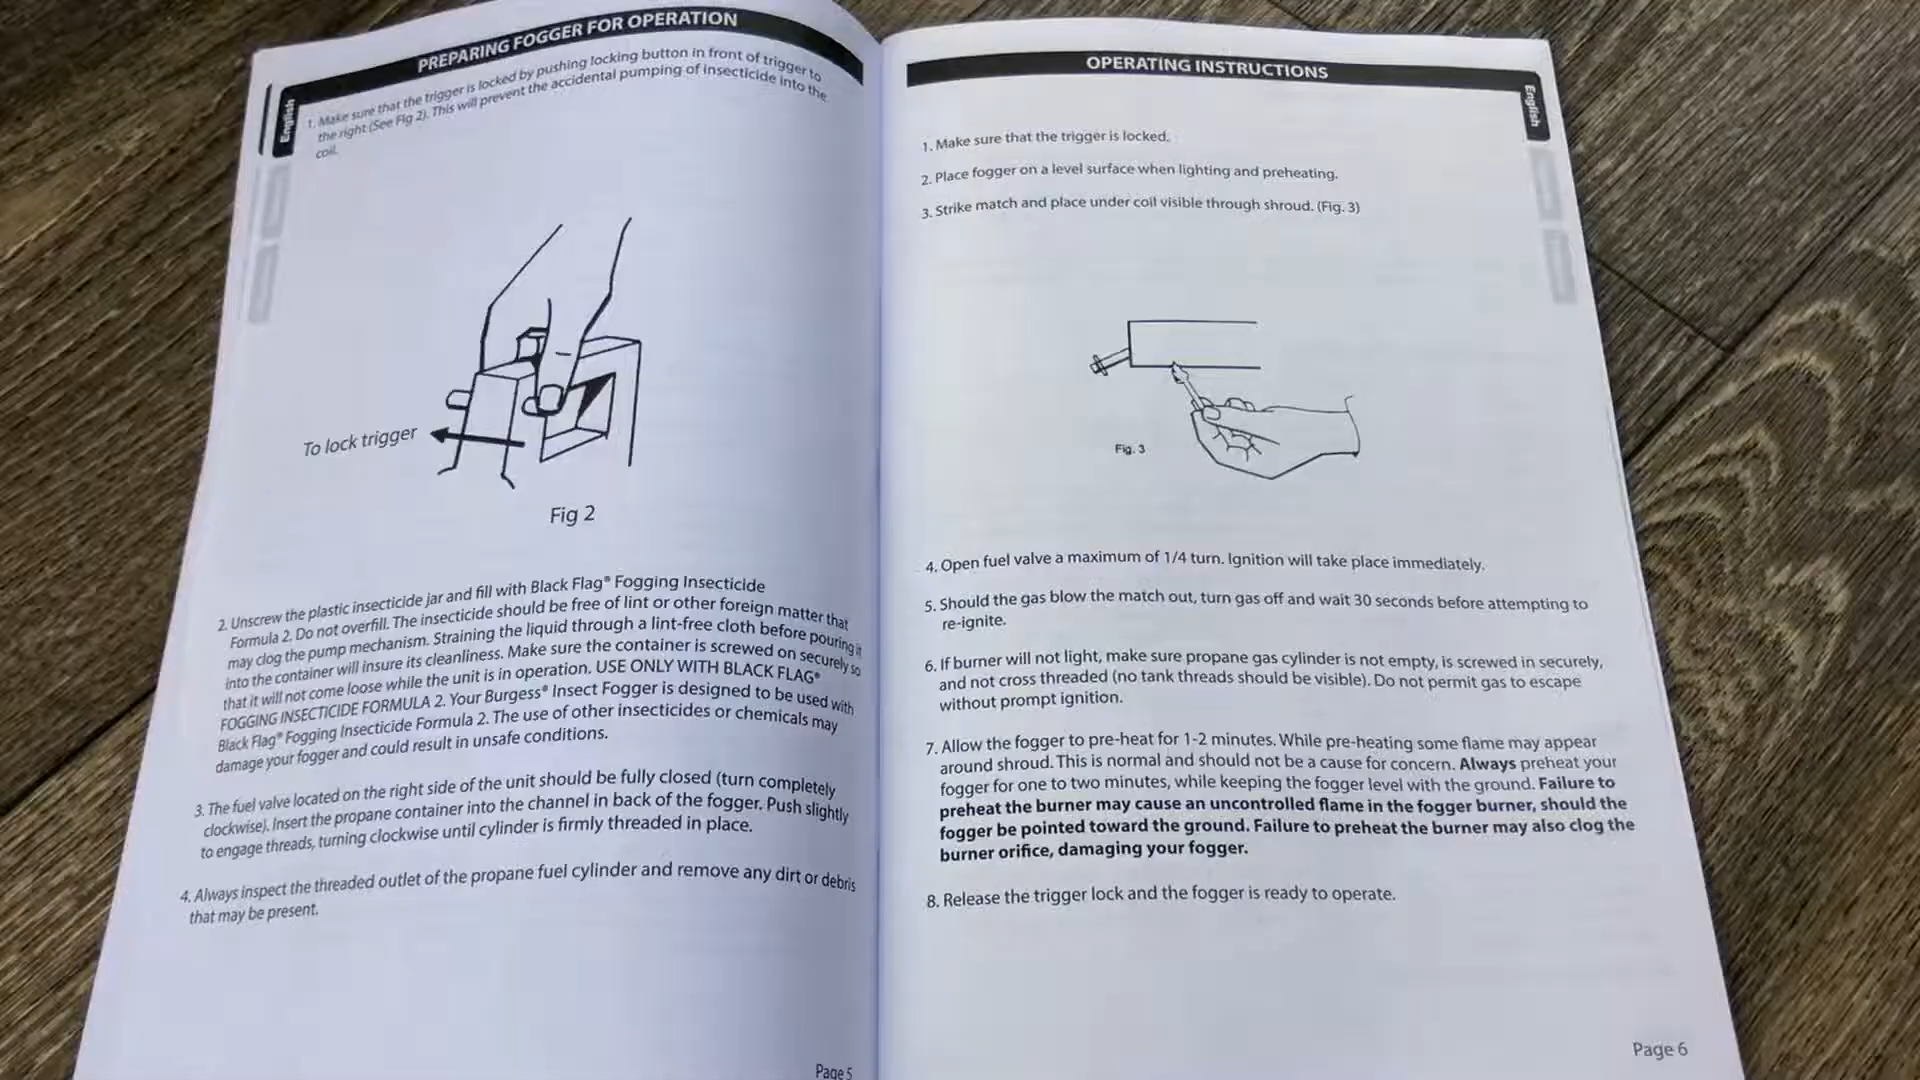 PREPARING FOGGER FOR OPERATION
English
1. Make sure that the trigger is locked by pushing locking button in front of trigger to
the right (See Fig 2). This will prevent the accidental pumping of insecticide into the
coil.
To lock trigger
Fig 2
2. Unscrew the plastic insecticide jar and fill with Black Flag® Fogging Insecticide
Formula 2. Do not overfill. The insecticide should be free of lint or other foreign matter that
may clog the pump mechanism. Straining the liquid through a lint-free cloth before pouring it
into the container will insure its cleanliness. Make sure the container is screwed on securely so
that it will not come loose while the unit is in operation. USE ONLY WITH BLACK FLAG®
FOGGING INSECTICIDE FORMULA 2. Your Burgess® Insect Fogger is designed to be used with
Black Flag® Fogging Insecticide Formula 2. The use of other insecticides or chemicals may
damage your fogger and could result in unsafe conditions.
3. The fuel valve located on the right side of the unit should be fully closed (turn completely
clockwise). Insert the propane container into the channel in back of the fogger. Push slightly
to engage threads, turning clockwise until cylinder is firmly threaded in place.
4. Always inspect the threaded outlet of the propane fuel cylinder and remove any dirt or debris
that may be present.
Page 5
OPERATING INSTRUCTIONS
English
1. Make sure that the trigger is locked.
2. Place fogger on a level surface when lighting and preheating.
3. Strike match and place under coil visible through shroud. (Fig. 3)
Fig. 3
4. Open fuel valve a maximum of 1/4 turn. Ignition will take place immediately.
5. Should the gas blow the match out, turn gas off and wait 30 seconds before attempting to
re-ignite.
6. If burner will not light, make sure propane gas cylinder is not empty, is screwed in securely,
and not cross threaded (no tank threads should be visible). Do not permit gas to escape
without prompt ignition.
7. Allow the fogger to pre-heat for 1-2 minutes. While pre-heating some flame may appear
around shroud. This is normal and should not be a cause for concern. Always preheat your
fogger for one to two minutes, while keeping the fogger level with the ground. Failure to
preheat the burner may cause an uncontrolled flame in the fogger burner, should the
fogger be pointed toward the ground. Failure to preheat the burner may also clog the
burner orifice, damaging your fogger.
8. Release the trigger lock and the fogger is ready to operate.
Page 6